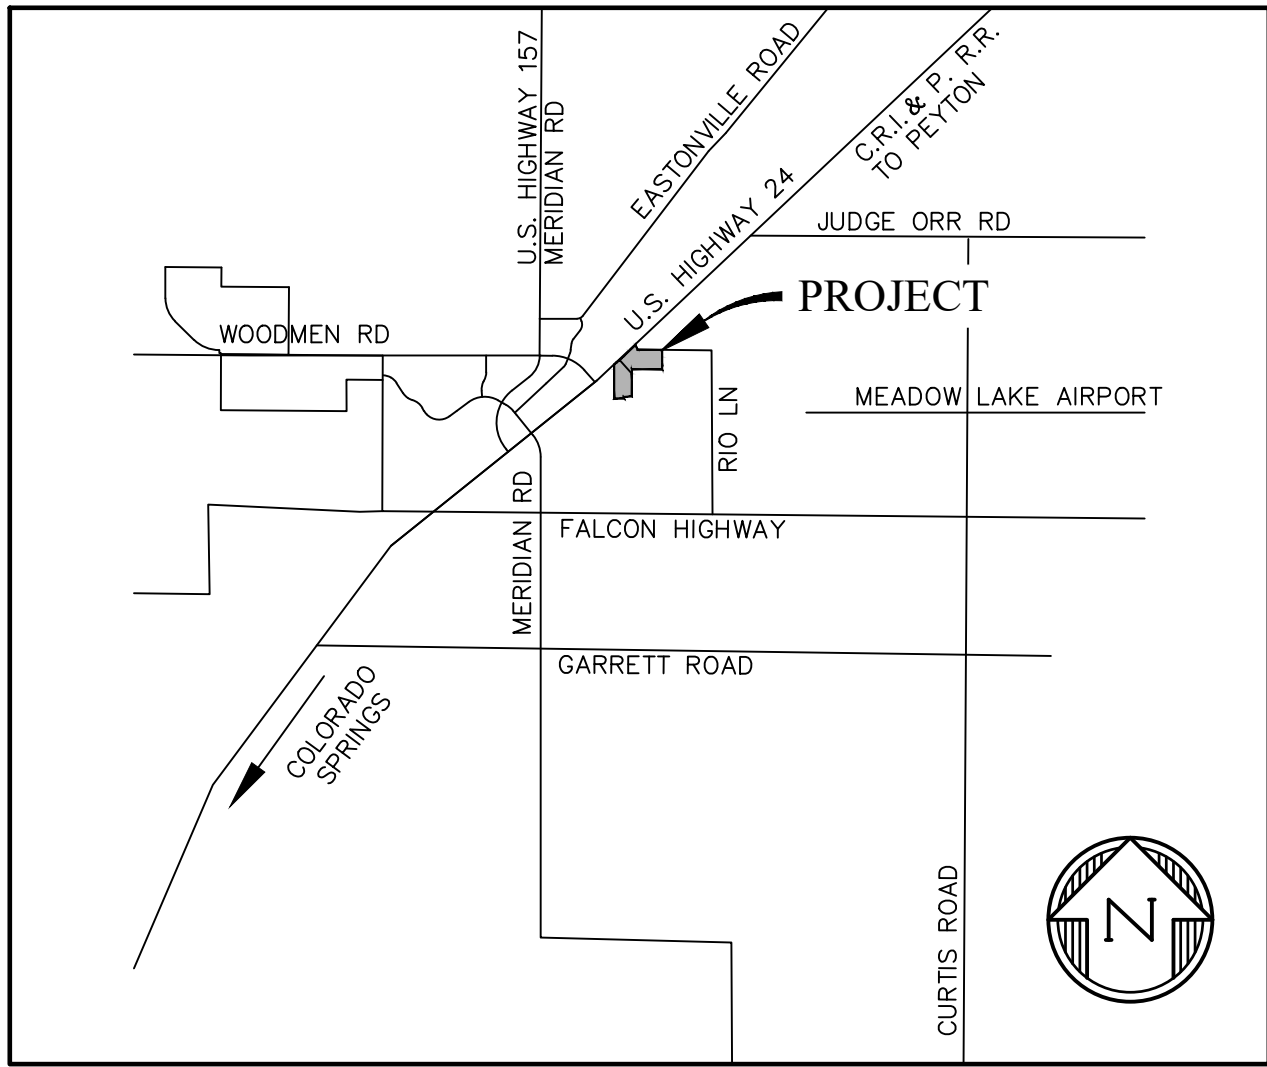 U.S. HIGHWAY 157
MERIDIAN RD
EASTONVILLE ROAD
C.R.I. & P. R.R.
TO PEYTON
U.S. HIGHWAY 24
JUDGE ORR RD
PROJECT
WOODMEN RD
MEADOW LAKE AIRPORT
RIO LN
MERIDIAN RD
FALCON HIGHWAY
GARRETT ROAD
COLORADO
SPRINGS
CURTIS ROAD
N